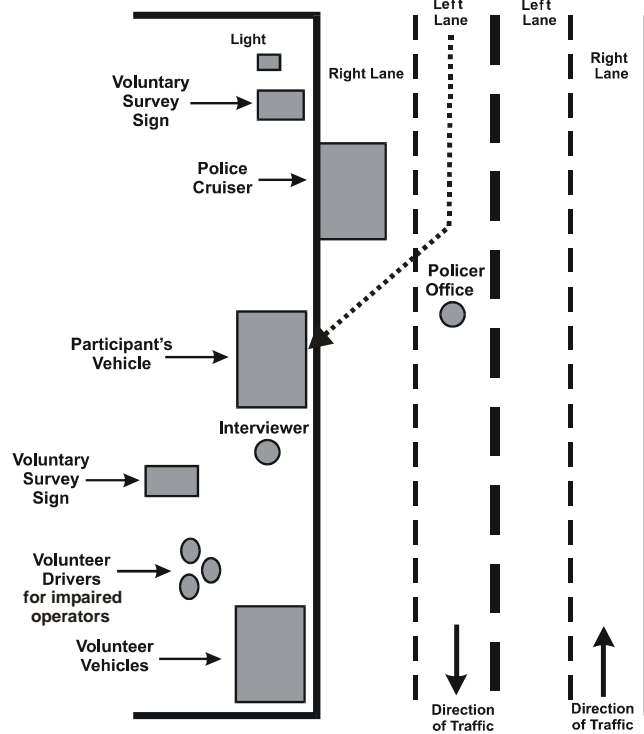 Left
Lane
Left
Lane
Light
Right Lane
Right
Lane
Voluntary
Survey
Sign
Police
Cruiser
Policer
Office
Participant's
Vehicle
Interviewer
Voluntary
Survey
Sign
Volunteer
Drivers
for impaired
operators
Volunteer
Vehicles
Direction
of Traffic
Direction
of Traffic